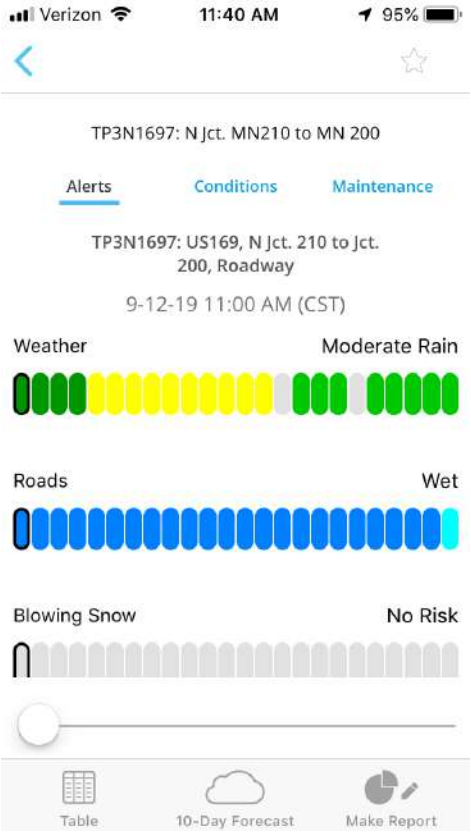 Verizon 11:40 AM 95%
TP3N1697: N Jct. MN210 to MN 200
Alerts Conditions Maintenance
TP3N1697: US169, N Jct. 210 to Jct.
200, Roadway
9-12-19 11:00 AM (CST)
Weather Moderate Rain
Roads Wet
Blowing Snow No Risk
Table 10-Day Forecast Make Report